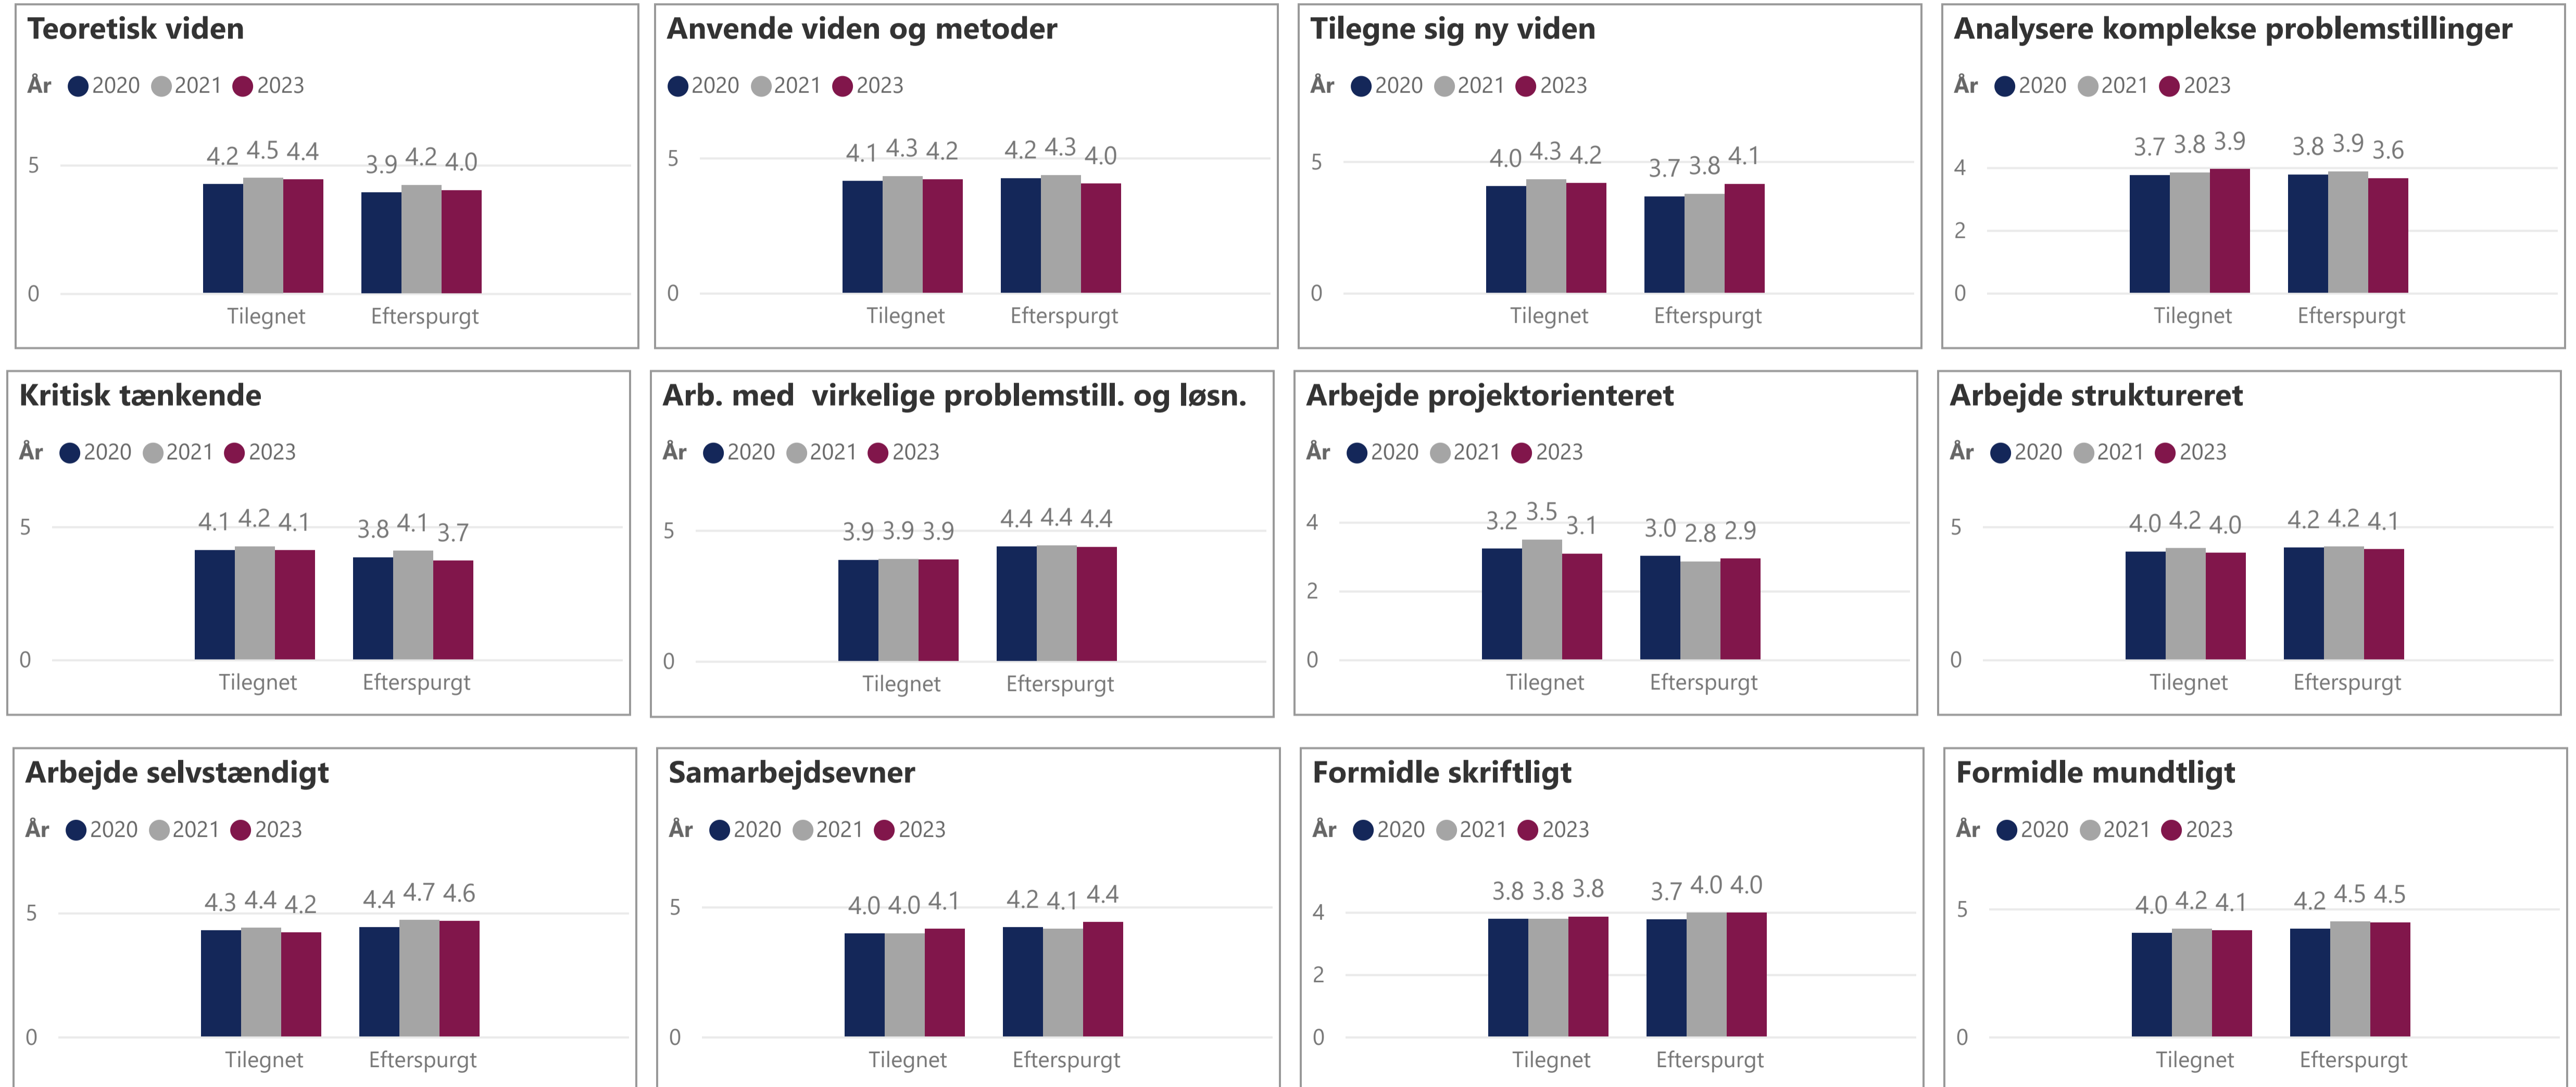 Teoretisk viden
År 2020 2021 2023
4.2 4.5 4.4 3.9 4.2 4.0
5
0
Tilegnet Efterspurgt
Anvende viden og metoder
2020 2021 2023
4.1 4.3 4.2 4.2 4.3 4.0
5
0
Tilegnet Efterspurgt
Tilegne sig ny viden
År 2020 2021 2023
4.0 4.3 4.2 3.7 3.8 4.1
5
0
Tilegnet Efterspurgt
Analysere komplekse problemstillinger
År 2020 2021 2023
3.7 3.8 3.9 3.8 3.9 3.6
4
2
0
Tilegnet Efterspurgt
Kritisk tænkende
År 2020 2021 2023
4.1 4.2 4.1 3.8 4.1 3.7
5
0
Tilegnet Efterspurgt
Arb. med  virkelige problemstill. og løsn.
År 2020 2021 2023
3.9 3.9 3.9 4.4 4.4 4.4
5
0
Tilegnet Efterspurgt
Arbejde projektorienteret
År 2020 2021 2023
3.2 3.5 3.1 3.0 2.8 2.9
4
2
0
Tilegnet Efterspurgt
Arbejde struktureret
År 2020 2021 2023
4.0 4.2 4.0 4.2 4.2 4.1
5
0
Tilegnet Efterspurgt
Arbejde selvstændigt
År 2020 2021 2023
4.3 4.4 4.2 4.4 4.7 4.6
5
0
Tilegnet Efterspurgt
Samarbejdsevner
År 2020 2021 2023
4.0 4.0 4.1 4.2 4.1 4.4
5
0
Tilegnet Efterspurgt
Formidle skriftligt
År 2020 2021 2023
3.8 3.8 3.8 3.7 4.0 4.0
4
2
0
Tilegnet Efterspurgt
Formidle mundtligt
År 2020 2021 2023
4.0 4.2 4.1 4.2 4.5 4.5
5
0
Tilegnet Efterspurgt